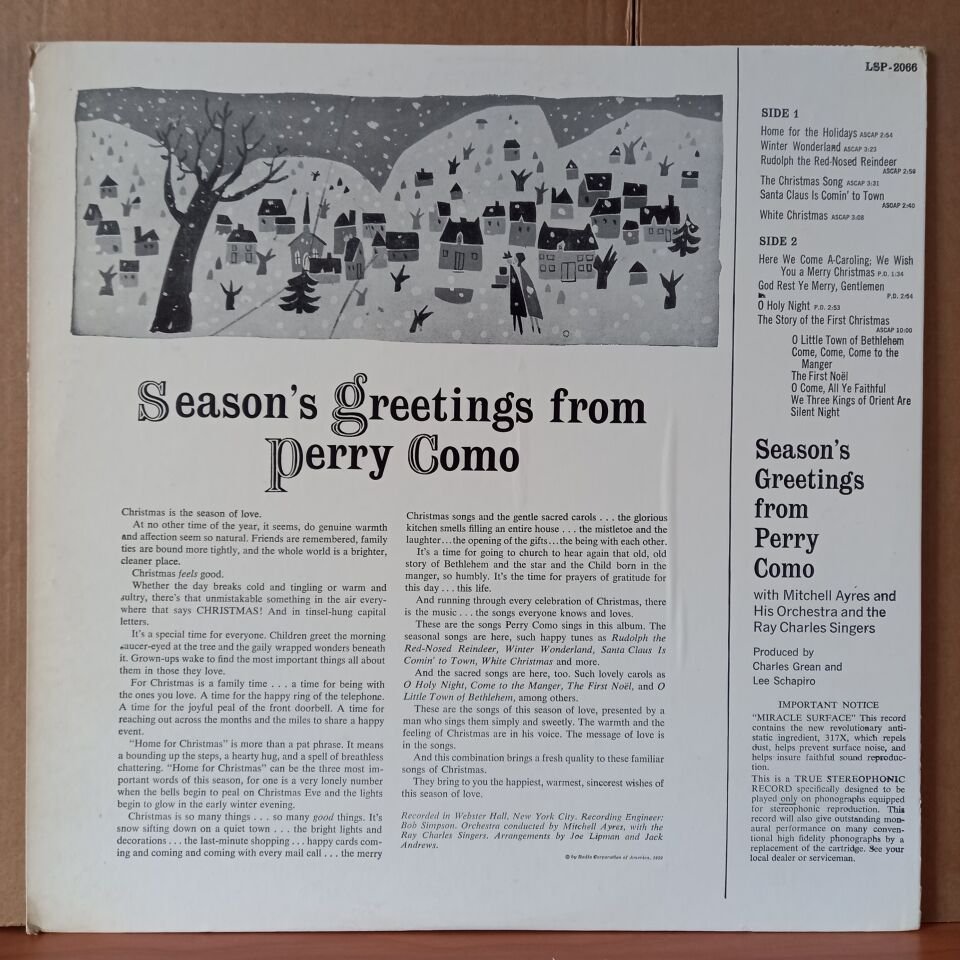 LSP-2066
Season's Greetings from
Perry Como
Christmas is the season of love.
At no other time of the year, it seems, do genuine warmth
and affection seem so natural. Friends are remembered, family
ties are bound more tightly, and the whole world is a brighter,
cleaner place.
Christmas feels good.
Whether the day breaks cold and tingling or warm and
sultry, there's that unmistakable something in the air every-
where that says CHRISTMAS! And in tinsel-hung capital
letters.
It's a special time for everyone. Children greet the morning
saucer-eyed at the tree and the gaily wrapped wonders beneath
it. Grown-ups wake to find the most important things all about
them in those they love.
For Christmas is a family time . . . a time for being with
the ones you love. A time for the happy ring of the telephone.
A time for the joyful peal of the front doorbell. A time for
reaching out across the months and the miles to share a happy
event.
"Home for Christmas" is more than a pat phrase. It means
a bounding up the steps, a hearty hug, and a spell of breathless
chattering. "Home for Christmas" can be the three most im-
portant words of this season, for one is a very lonely number
when the bells begin to peal on Christmas Eve and the lights
begin to glow in the early winter evening.
Christmas is so many things . . . so many good things. It's
snow sifting down on a quiet town . . . the bright lights and
decorations . . . the last-minute shopping . . . happy cards com-
ing and coming and coming with every mail call . . . the merry
Christmas songs and the gentle sacred carols . . . the glorious
kitchen smells filling an entire house . . . the mistletoe and the
laughter...the opening of the gifts...the being with each other.
It's a time for going to church to hear again that old, old
story of Bethlehem and the star and the Child born in the
manger, so humbly. It's the time for prayers of gratitude for
this day . . . this life.
And running through every celebration of Christmas, there
is the music . . . the songs everyone knows and loves.
These are the songs Perry Como sings in this album. The
seasonal songs are here, such happy tunes as Rudolph the
Red-Nosed Reindeer, Winter Wonderland, Santa Claus Is
Comin' to Town, White Christmas and more.
And the sacred songs are here, too. Such lovely carols as
O Holy Night, Come to the Manger, The First Noël, and O
Little Town of Bethlehem, among others.
These are the songs of this season of love, presented by a
man who sings them simply and sweetly. The warmth and the
feeling of Christmas are in his voice. The message of love is
in the songs.
And this combination brings a fresh quality to these familiar
songs of Christmas.
They bring to you the happiest, warmest, sincerest wishes of
this season of love.
Recorded in Webster Hall, New York City. Recording Engineer:
Bob Simpson. Orchestra conducted by Mitchell Ayres, with the
Ray Charles Singers. Arrangements by Joe Lipman and Jack
Andrews.
© by Radio Corporation of America, 1959
SIDE 1
Home for the Holidays ASCAP 2:54
Winter Wonderland ASCAP 3:23
Rudolph the Red-Nosed Reindeer
ASCAP 2:59
The Christmas Song ASCAP 3:31
Santa Claus Is Comin' to Town
ASCAP 2:40
White Christmas ASCAP 3:08
SIDE 2
Here We Come A-Caroling; We Wish
You a Merry Christmas P.D. 1:34
God Rest Ye Merry, Gentlemen
P.D. 2:54
O Holy Night P.D. 2:53
The Story of the First Christmas
ASCAP 10:00
O Little Town of Bethlehem
Come, Come, Come to the
Manger
The First Noël
O Come, All Ye Faithful
We Three Kings of Orient Are
Silent Night
Season's
Greetings
from
Perry
Como
with Mitchell Ayres and
His Orchestra and the
Ray Charles Singers
Produced by
Charles Grean and
Lee Schapiro
IMPORTANT NOTICE
"MIRACLE SURFACE" This record
contains the new revolutionary anti-
static ingredient, 317X, which repels
dust, helps prevent surface noise, and
helps insure faithful sound reproduc-
tion.
This is a TRUE STEREOPHONIC
RECORD specifically designed to be
played only on phonographs equipped
for stereophonic reproduction. This
record will also give outstanding mon-
aural performance on many conven-
tional high fidelity phonographs by a
replacement of the cartridge. See your
local dealer or serviceman.